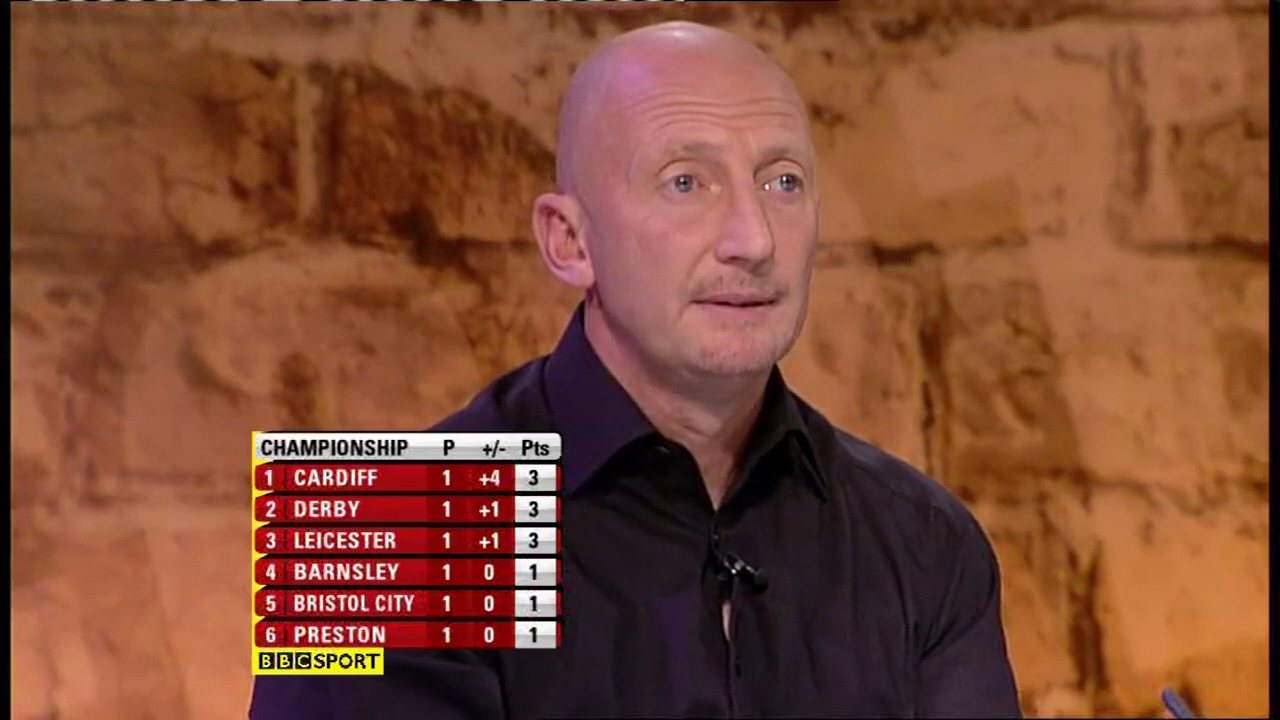 CHAMPIONSHIP P +/- Pts
1 CARDIFF 1 +4 3
2 DERBY 1 +1 3
3 LEICESTER 1 +1 3
4 BARNSLEY 1 0 1
5 BRISTOL CITY 1 0 1
6 PRESTON 1 0 1
BBC SPORT